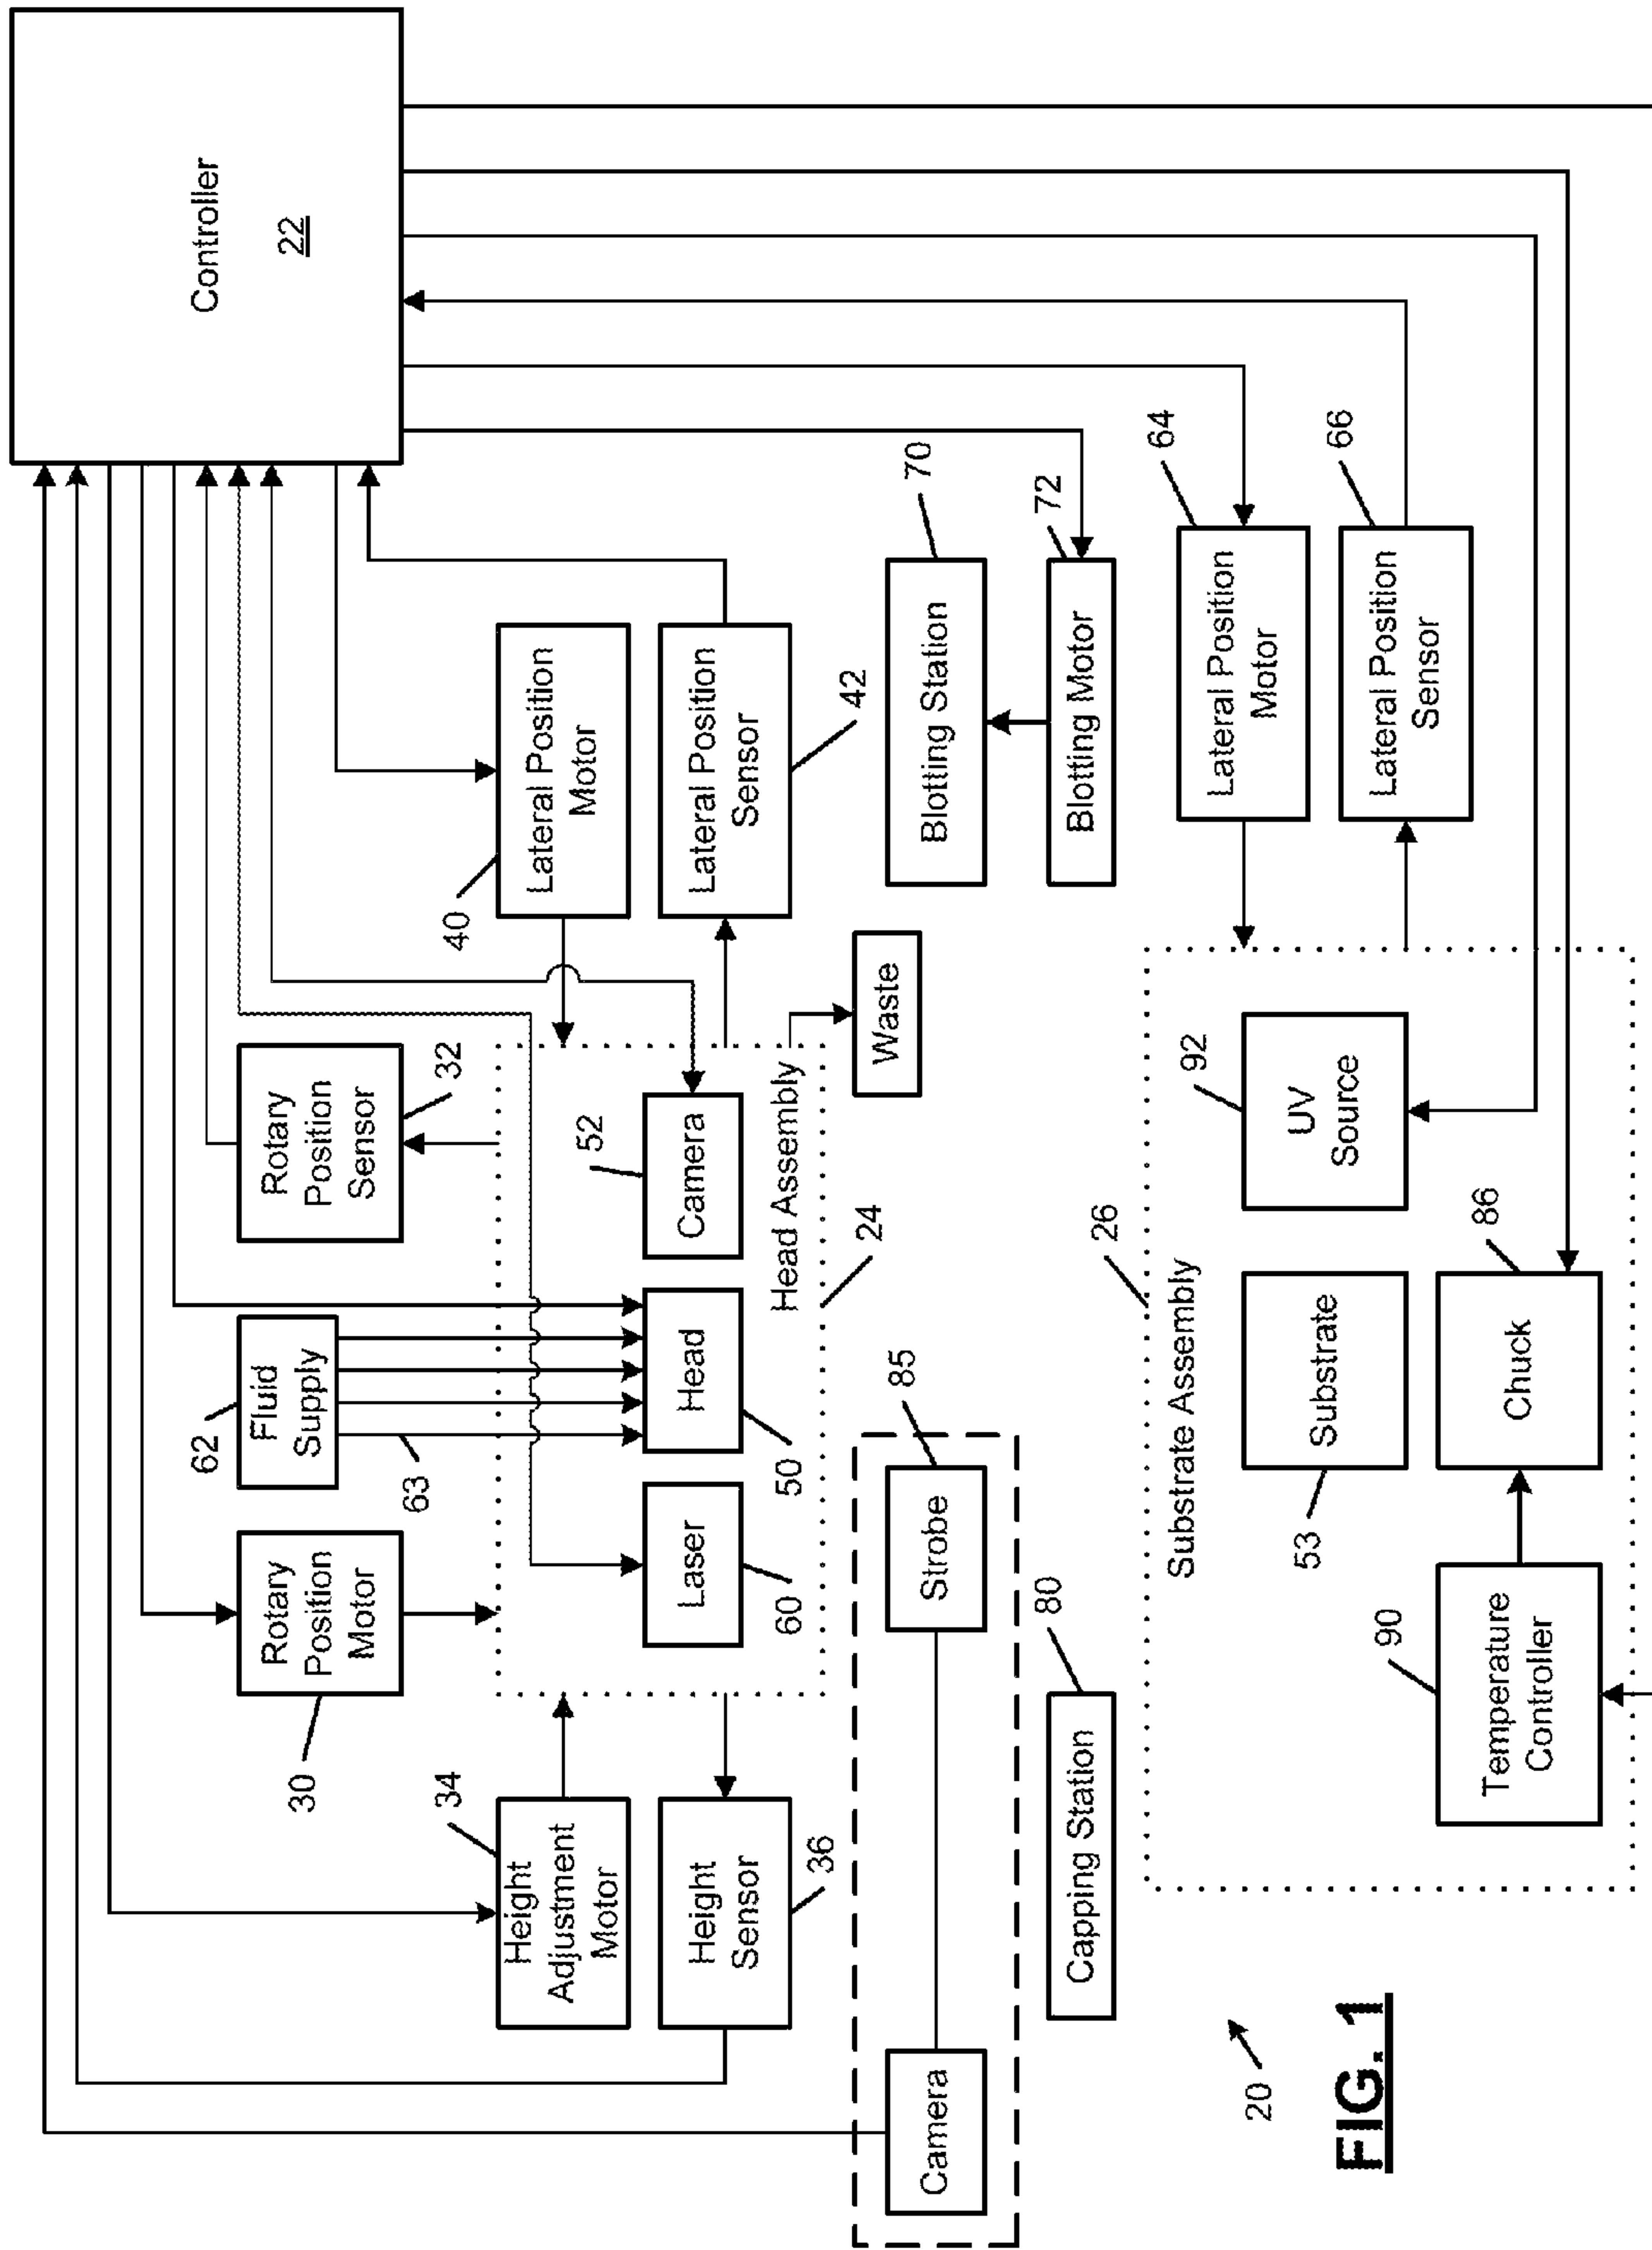 Controller
22
Rotary
Position
Motor
30
Fluid
Supply
62
63
Rotary
Position
Sensor
32
Height
Adjustment
Motor
34
Height
Sensor
36
Laser
60
Head
50
Camera
52
Head Assembly
24
Lateral Position
Motor
40
Lateral Position
Sensor
42
Waste
Camera
Strobe
85
Blotting Station
70
Capping Station
80
Blotting Motor
72
Substrate Assembly
26
Substrate
53
UV
Source
92
Temperature
Controller
90
Chuck
86
Lateral Position
Motor
64
Lateral Position
Sensor
66
20
FIG. 1